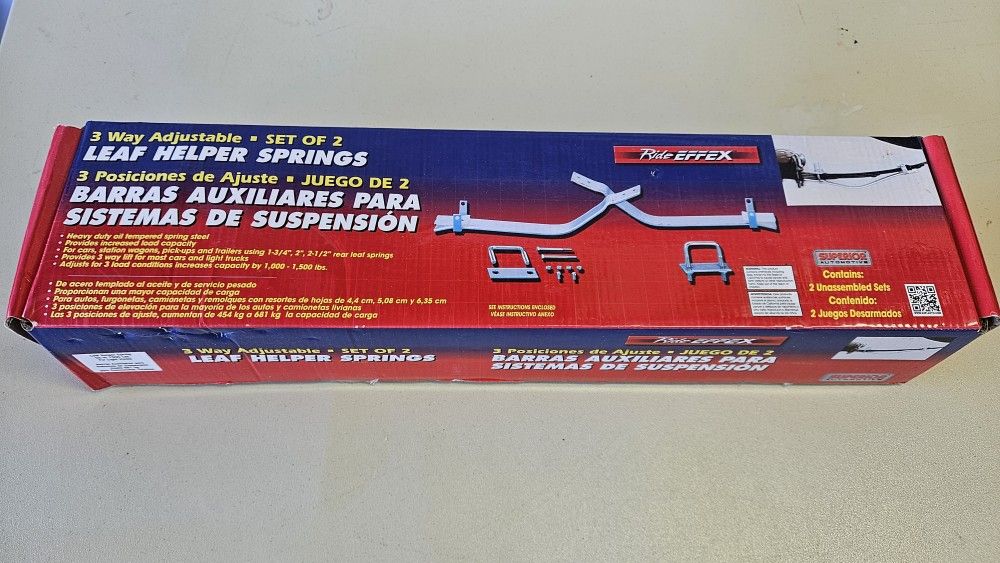 3 Way Adjustable ▪ SET OF 2
LEAF HELPER SPRINGS
3 Posiciones de Ajuste ▪ JUEGO DE 2
BARRAS AUXILIARES PARA
SISTEMAS DE SUSPENSIÓN
• Heavy duty oil tempered spring steel
• Provides increased load capacity
• For cars, station wagons, pick-ups and trailers using 1-3/4", 2", 2-1/2" rear leaf springs
• Provides 3 way lift for most cars and light trucks
• Adjusts for 3 load conditions increases capacity by 1,000 - 1,500 lbs.
• De acero templado al aceite y de servicio pesado
• Proporcionan una mayor capacidad de carga
• Para autos, furgonetas, camionetas y remolques con resortes de hojas de 4,4 cm, 5,08 cm y 6,35 cm
• 3 posiciones de elevación para la mayoría de los autos y camionetas livianas
• Las 3 posiciones de ajuste, aumentan de 454 kg a 681 kg la capacidad de carga
Ride EFFEX
SEE INSTRUCTIONS ENCLOSED
VÉASE INSTRUCTIVO ANEXO
SUPERIOR
AUTOMOTIVE
Contains:
2 Unassembled Sets
Contenido:
2 Juegos Desarmados
3 Way Adjustable ▪ SET OF 2
LEAF HELPER SPRINGS
3 Posiciones de Ajuste ▪ JUEGO DE 2
BARRAS AUXILIARES PARA
SISTEMAS DE SUSPENSIÓN
Ride EFFEX
SUPERIOR
AUTOMOTIVE